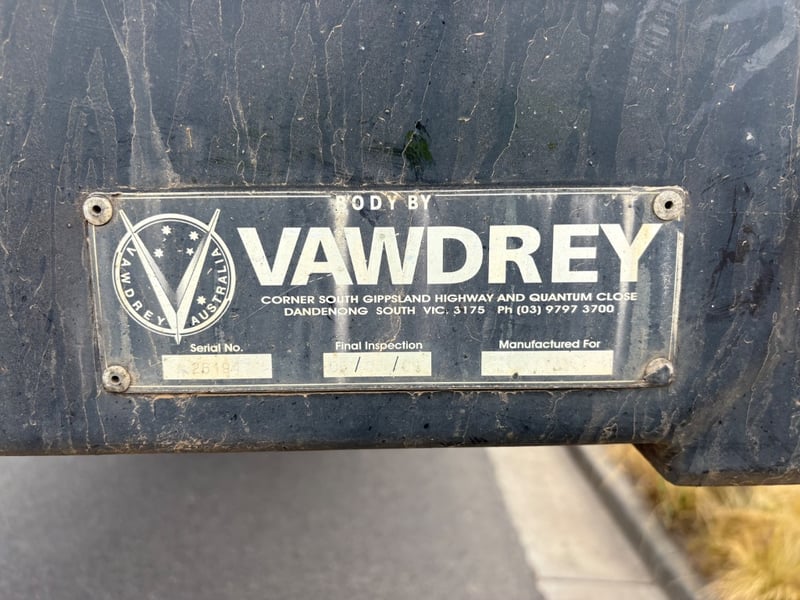 BODY BY
VAWDREY
VAWDREY AUSTRALIA
CORNER SOUTH GIPPSLAND HIGHWAY AND QUANTUM CLOSE
DANDENONG SOUTH VIC. 3175 Ph (03) 9797 3700
Serial No. Final Inspection Manufactured For